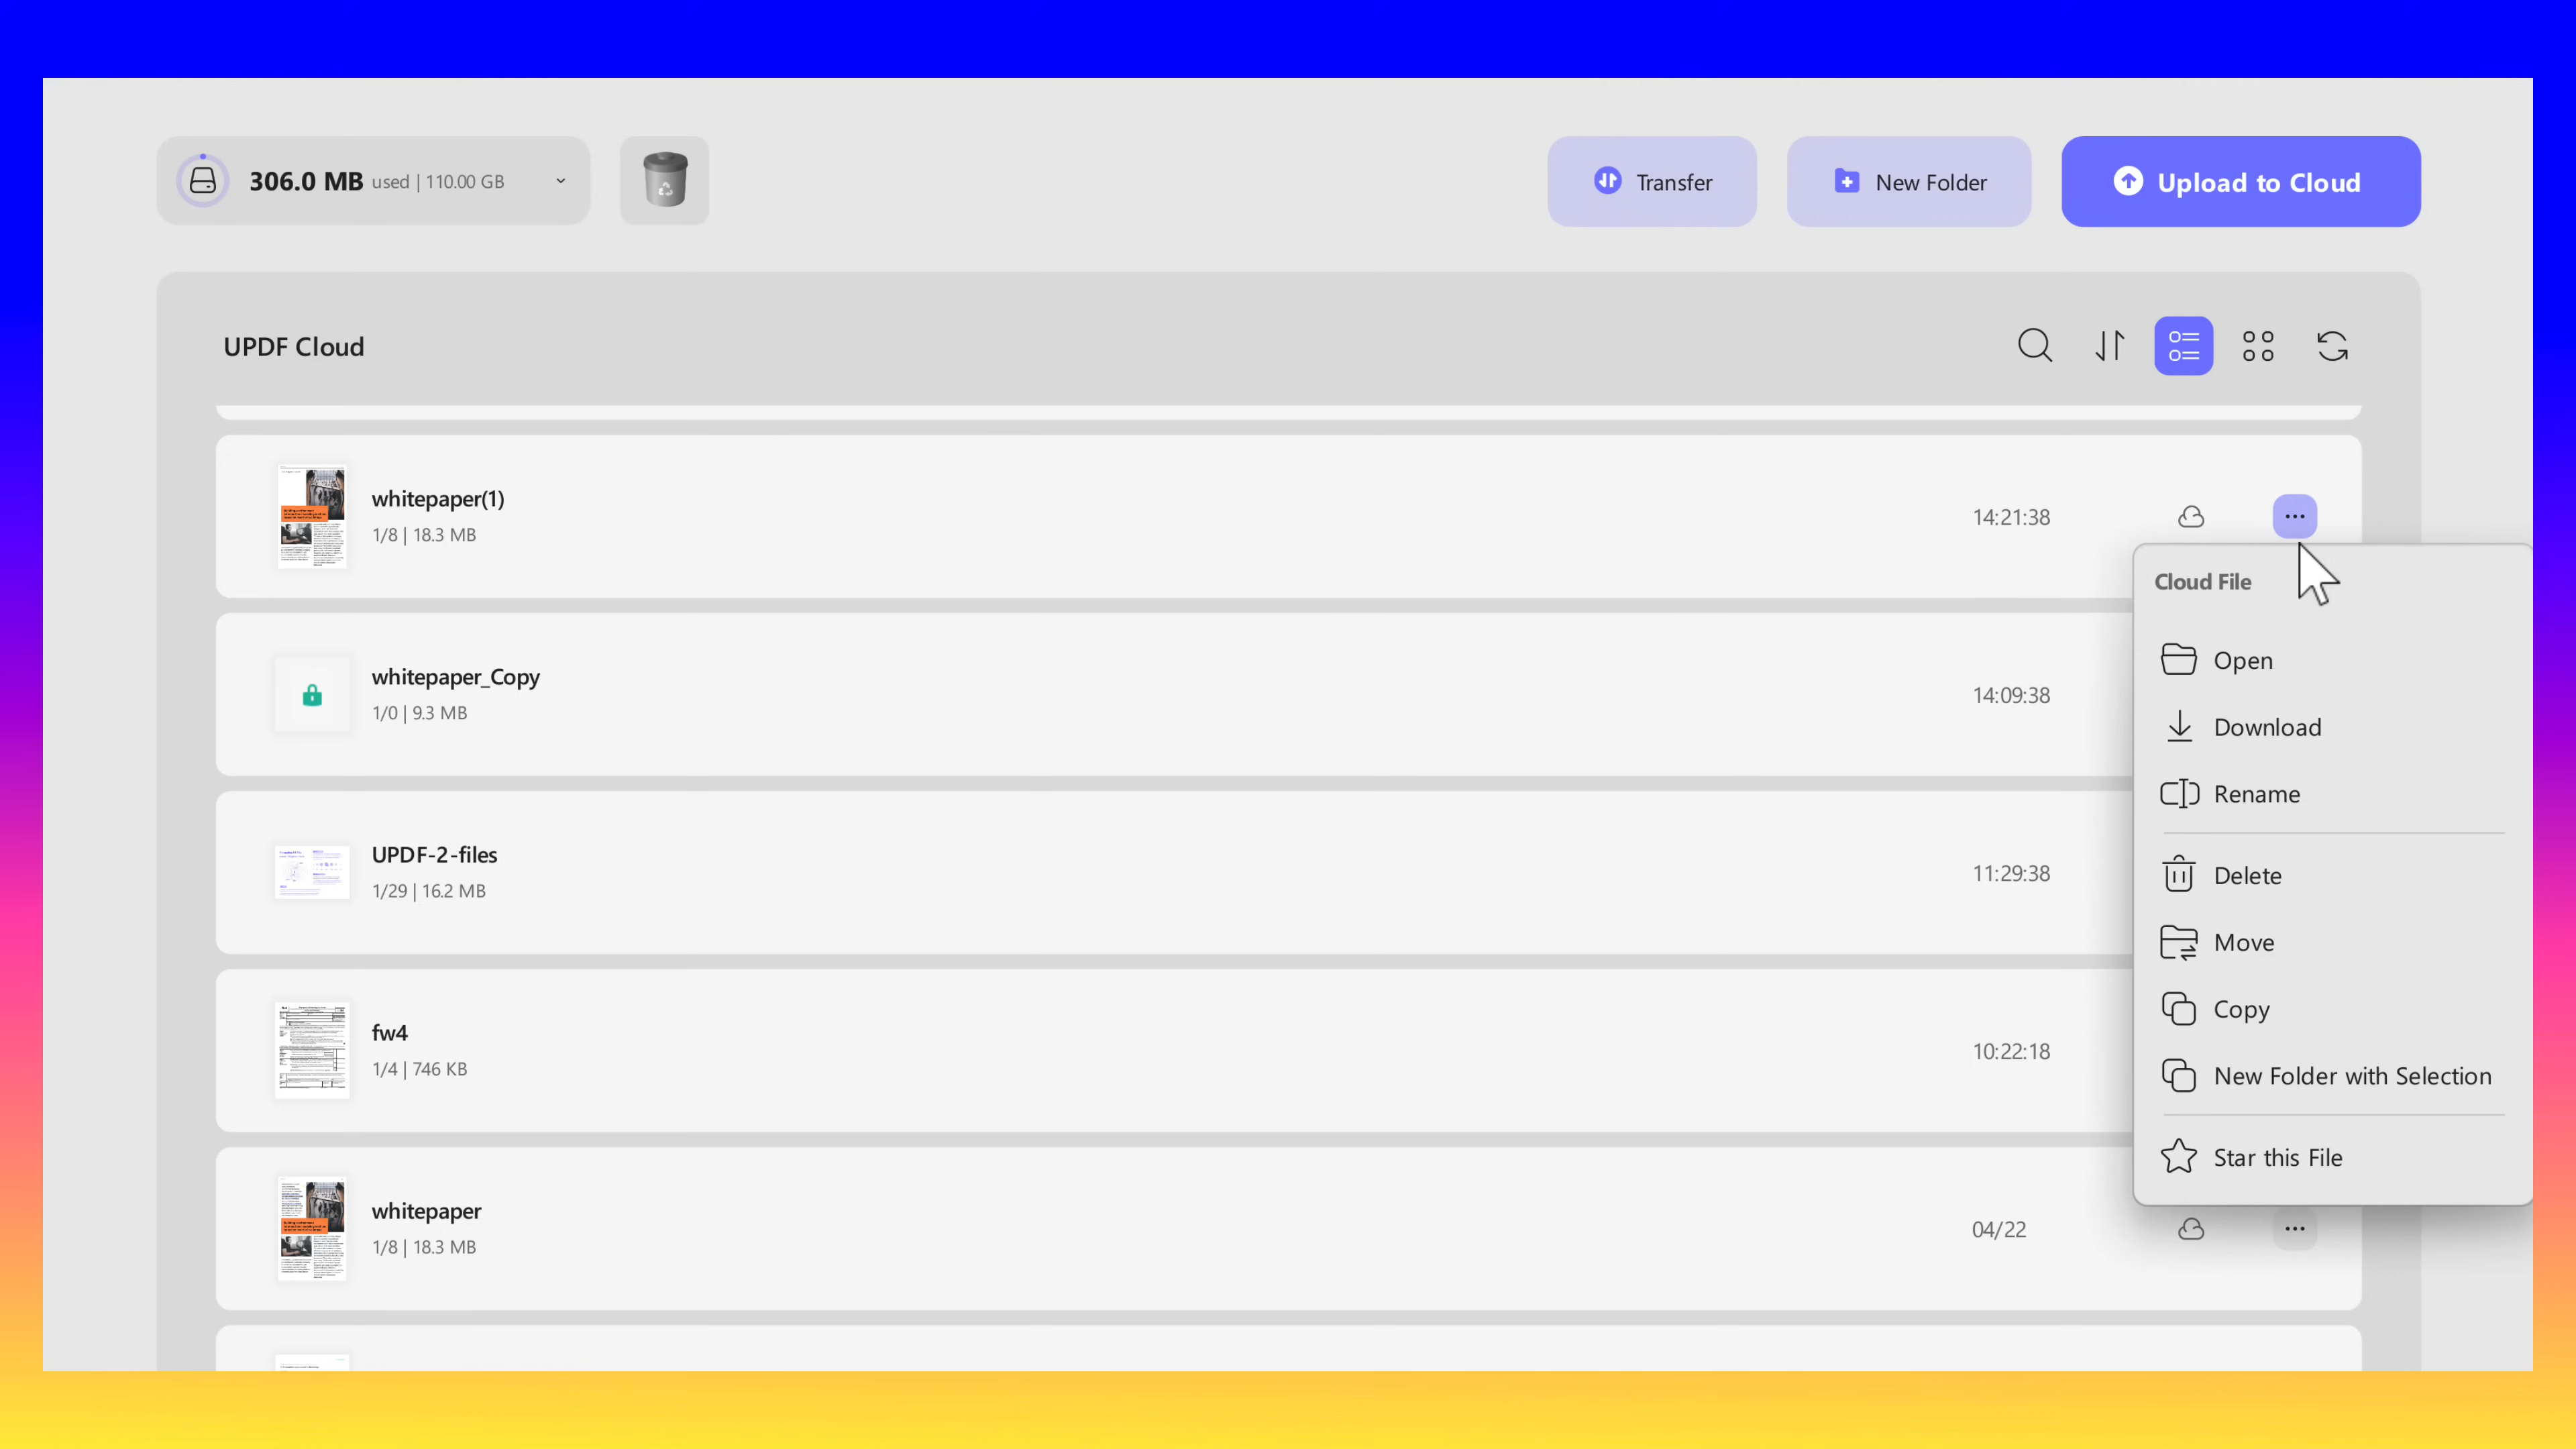 306.0 MB used | 110.00 GB
Transfer
New Folder
Upload to Cloud
UPDF Cloud
whitepaper(1)
1/8 | 18.3 MB
14:21:38
whitepaper_Copy
1/0 | 9.3 MB
14:09:38
UPDF-2-files
1/29 | 16.2 MB
11:29:38
fw4
1/4 | 746 KB
10:22:18
whitepaper
1/8 | 18.3 MB
04/22
Cloud File
Open
Download
Rename
Delete
Move
Copy
New Folder with Selection
Star this File